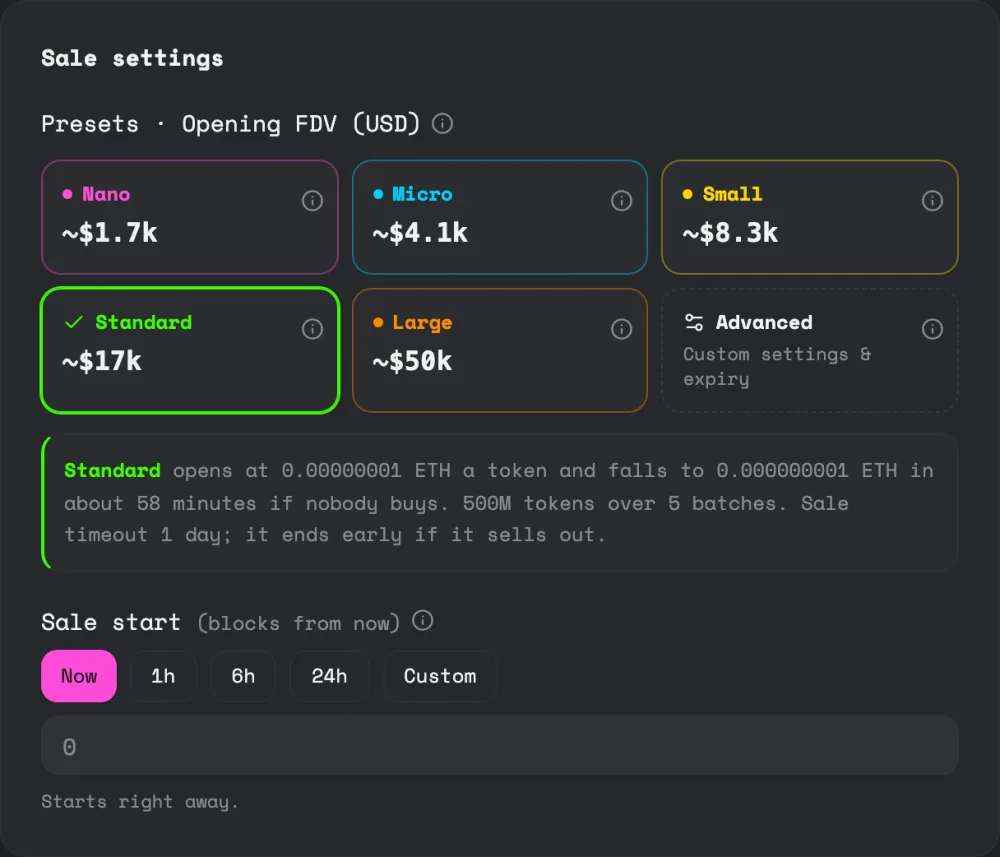 Sale settings
Presets · Opening FDV (USD)
Nano
~$1.7k
Micro
~$4.1k
Small
~$8.3k
Standard
~$17k
Large
~$50k
Advanced
Custom settings &
expiry
Standard opens at 0.00000001 ETH a token and falls to 0.000000001 ETH in
about 58 minutes if nobody buys. 500M tokens over 5 batches. Sale
timeout 1 day; it ends early if it sells out.
Sale start (blocks from now)
Now 1h 6h 24h Custom
0
Starts right away.